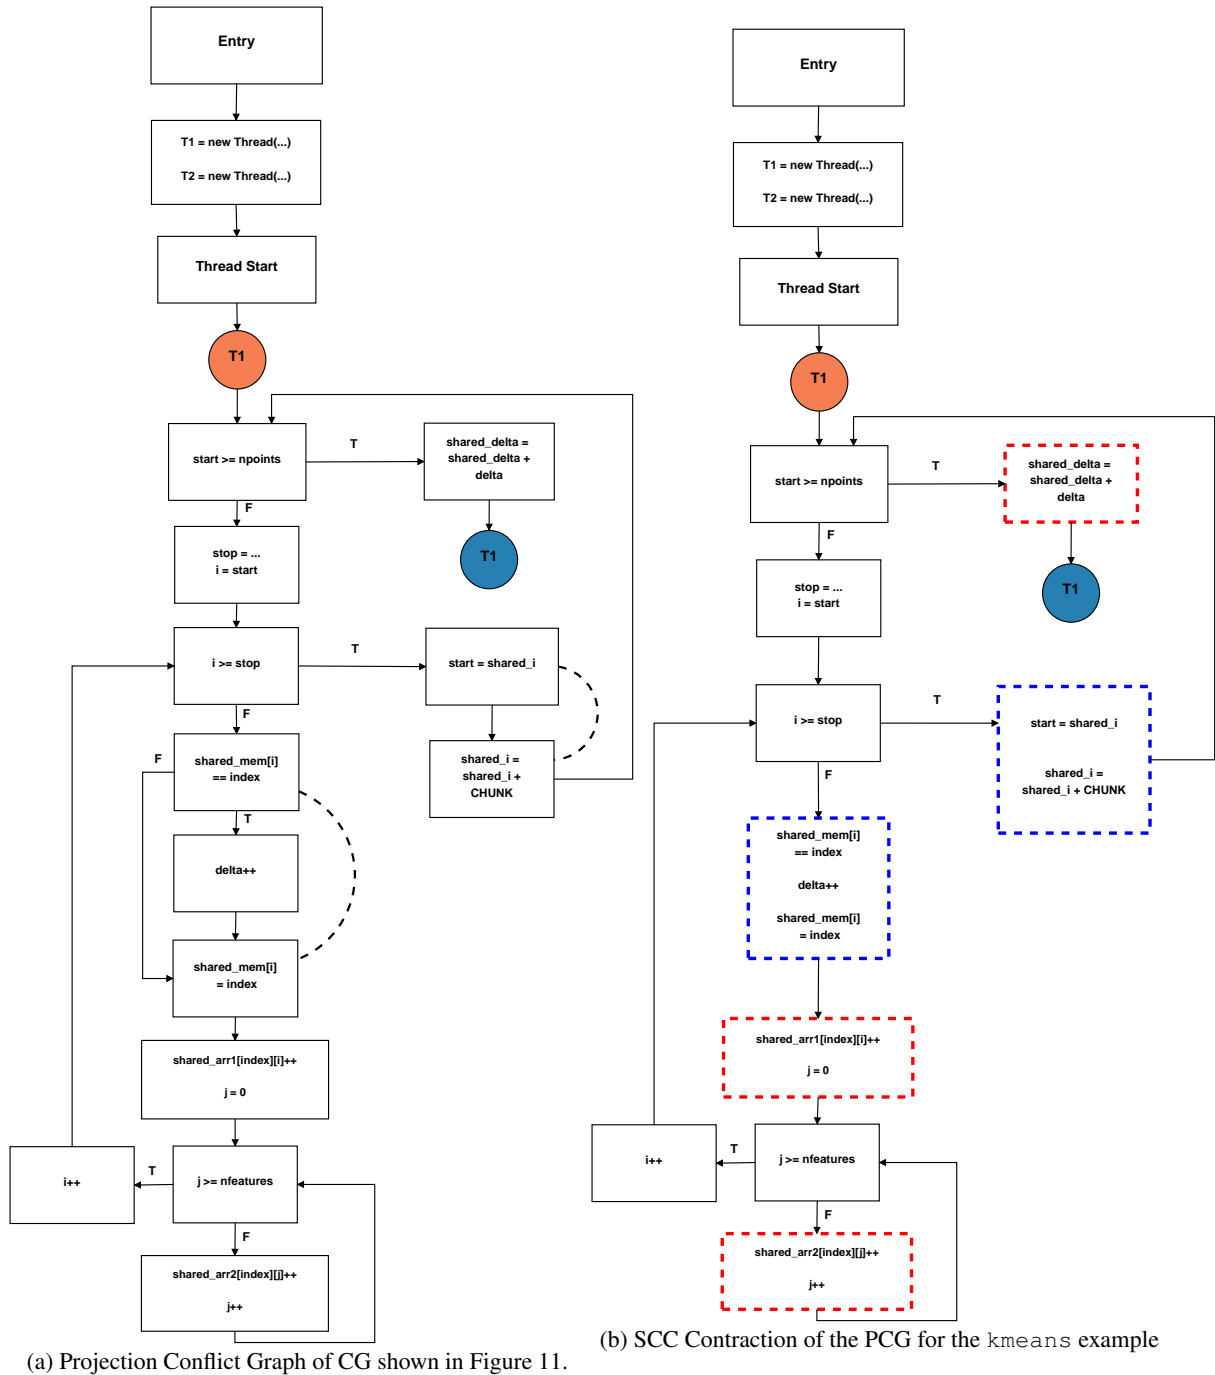 Entry
T1 = new Thread(...)
T2 = new Thread(...)
Thread Start
T1
start >= npoints
T
shared_delta =
shared_delta +
delta
T1
F
stop = ...
i = start
i >= stop
T
start = shared_i
shared_i =
shared_i +
CHUNK
F
shared_mem[i]
== index
F
T
delta++
shared_mem[i]
= index
shared_arr1[index][i]++
j = 0
j >= nfeatures
T
i++
F
shared_arr2[index][j]++
j++
(a) Projection Conflict Graph of CG shown in Figure 11.
Entry
T1 = new Thread(...)
T2 = new Thread(...)
Thread Start
T1
start >= npoints
T
shared_delta =
shared_delta +
delta
T1
F
stop = ...
i = start
i >= stop
T
start = shared_i
shared_i =
shared_i + CHUNK
F
shared_mem[i]
== index
delta++
shared_mem[i]
= index
shared_arr1[index][i]++
j = 0
j >= nfeatures
T
i++
F
shared_arr2[index][j]++
j++
(b) SCC Contraction of the PCG for the kmeans example